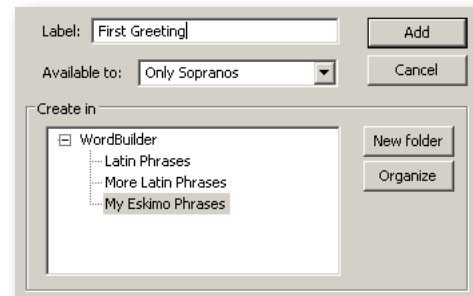 Label: First Greeting
Add
Available to: Only Sopranos
Cancel
Create in
WordBuilder
Latin Phrases
More Latin Phrases
My Eskimo Phrases
New folder
Organize